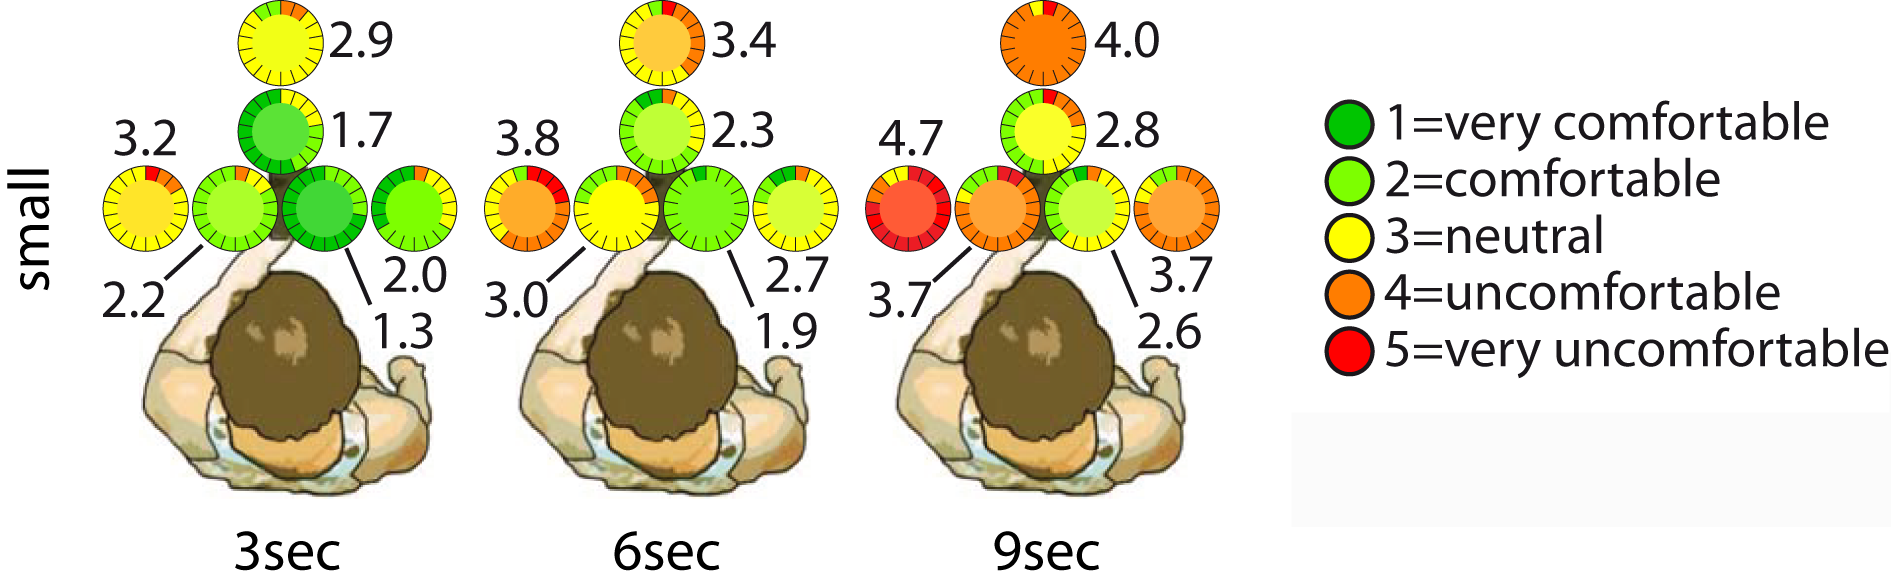 small
2.9
1.7
3.2
2.2
1.3
2.0
3sec
3.4
2.3
3.8
3.0
1.9
2.7
6sec
4.0
2.8
4.7
3.7
2.6
3.7
9sec
1=very comfortable
2=comfortable
3=neutral
4=uncomfortable
5=very uncomfortable